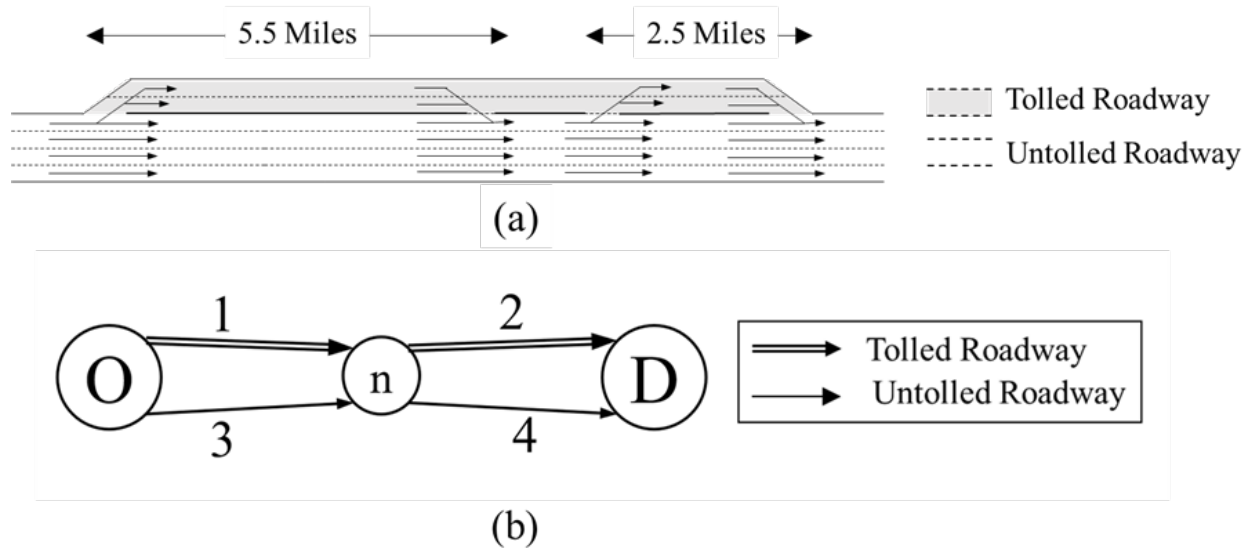 5.5 Miles 2.5 Miles
Tolled Roadway
Untolled Roadway
(a)
1 2
O n D
3 4
Tolled Roadway
Untolled Roadway
(b)